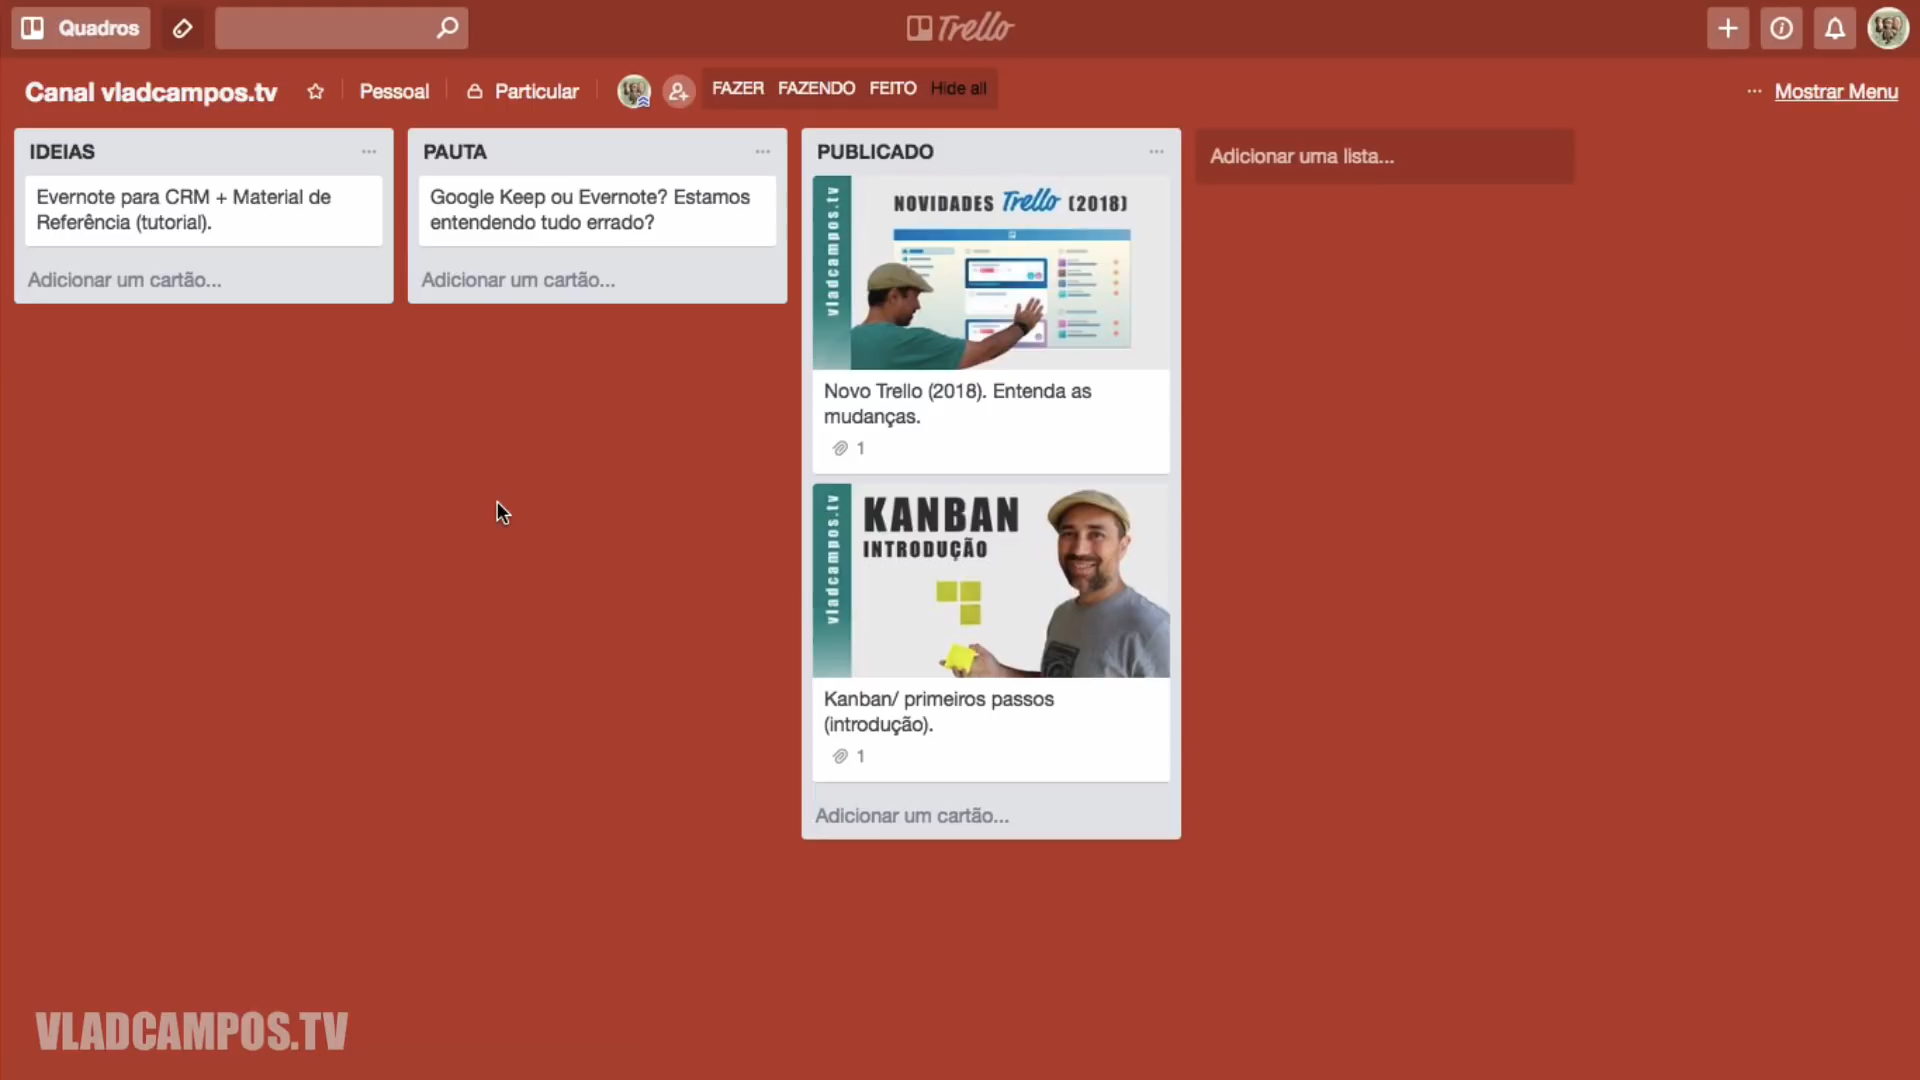 Quadros
Trello
Canal vladcampos.tv
Pessoal
Particular
FAZER FAZENDO FEITO Hide all
... Mostrar Menu
IDEIAS ...
Evernote para CRM + Material de
Referência (tutorial).
Adicionar um cartão...
PAUTA ...
Google Keep ou Evernote? Estamos
entendendo tudo errado?
Adicionar um cartão...
PUBLICADO ...
vladcampos.tv
NOVIDADES Trello (2018)
Novo Trello (2018). Entenda as
mudanças.
1
vladcampos.tv
KANBAN
INTRODUÇÃO
Kanban/ primeiros passos
(introdução).
1
Adicionar um cartão...
Adicionar uma lista...
VLADCAMPOS.TV